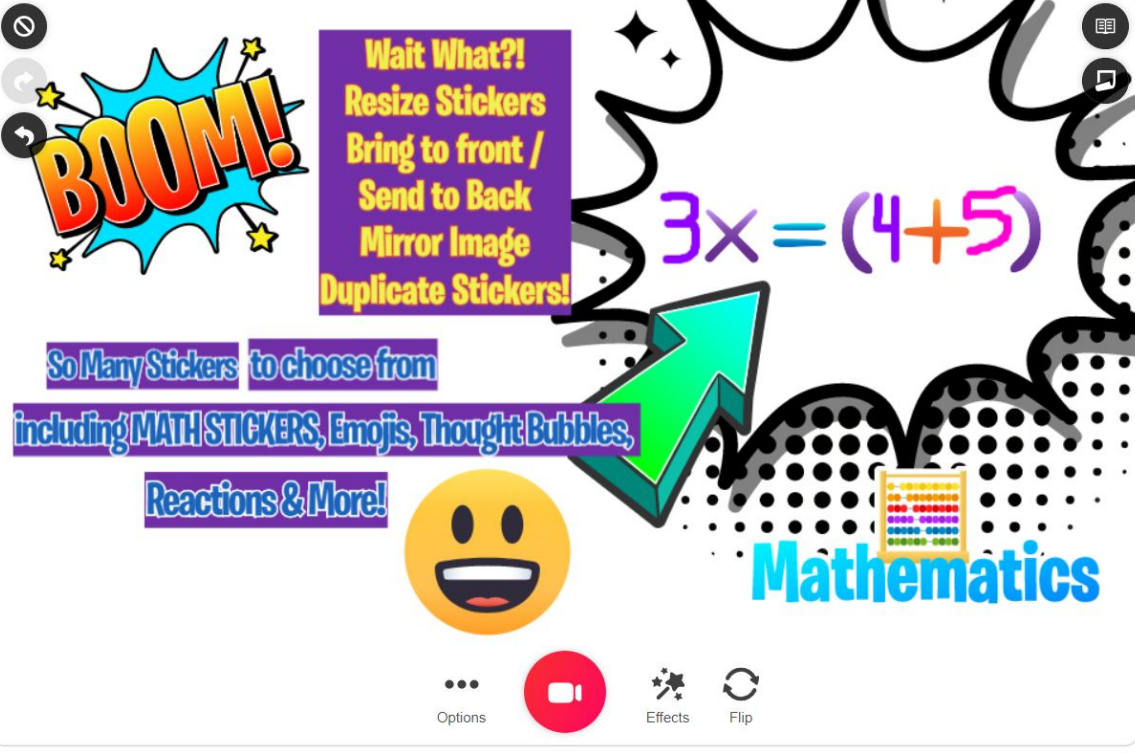 BOOM!
Wait What?!
Resize Stickers
Bring to front /
Send to Back
Mirror Image
Duplicate Stickers!
3x=(4+5)
So Many Stickers to choose from
including MATH STICKERS, Emojis, Thought Bubbles,
Reactions & More!
Mathematics
Options
Effects
Flip